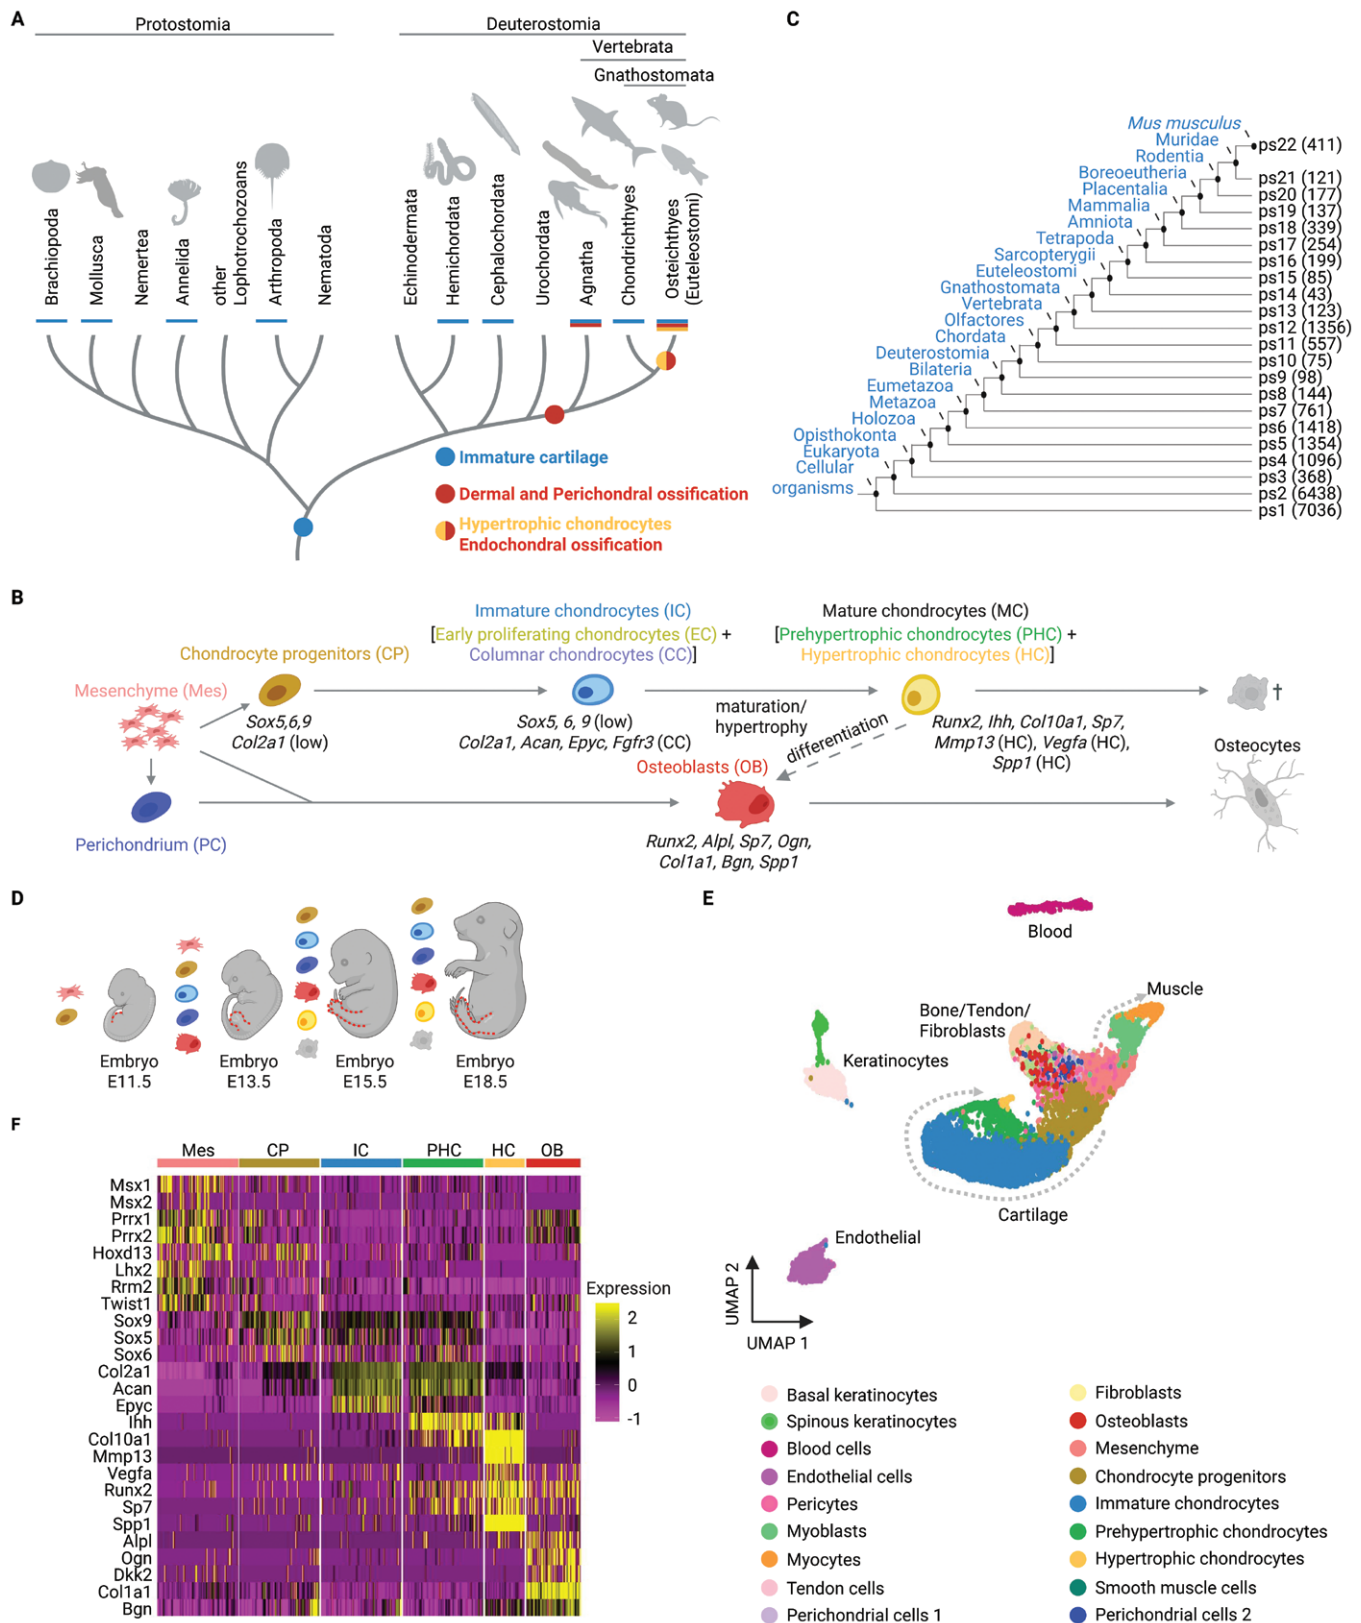 A
Protostomia
Deuterostomia
Vertebrata
Gnathostomata
Brachiopoda
Mollusca
Nemertea
Annelida
other
Lophotrochozoans
Arthropoda
Nematoda
Echinodermata
Hemichordata
Cephalochordata
Urochordata
Agnatha
Chondrichthyes
Osteichthyes
(Euteleostomi)
Immature cartilage
Dermal and Perichondral ossification
Hypertrophic chondrocytes
Endochondral ossification
C
Mus musculus
Muridae
Rodentia
Boreoeutheria
Placentalia
Mammalia
Amniota
Tetrapoda
Sarcopterygii
Euteleostomi
Gnathostomata
Vertebrata
Olfactores
Chordata
Deuterostomia
Bilateria
Eumetazoa
Metazoa
Holozoa
Opisthokonta
Eukaryota
Cellular
organisms
ps22 (411)
ps21 (121)
ps20 (177)
ps19 (137)
ps18 (339)
ps17 (254)
ps16 (199)
ps15 (85)
ps14 (43)
ps13 (123)
ps12 (1356)
ps11 (557)
ps10 (75)
ps9 (98)
ps8 (144)
ps7 (761)
ps6 (1418)
ps5 (1354)
ps4 (1096)
ps3 (368)
ps2 (6438)
ps1 (7036)
B
Immature chondrocytes (IC)
[Early proliferating chondrocytes (EC) +
Columnar chondrocytes (CC)]
Mature chondrocytes (MC)
[Prehypertrophic chondrocytes (PHC) +
Hypertrophic chondrocytes (HC)]
Chondrocyte progenitors (CP)
Mesenchyme (Mes)
Sox5,6,9
Col2a1 (low)
Sox5, 6, 9 (low)
Col2a1, Acan, Epyc, Fgfr3 (CC)
maturation/
hypertrophy
differentiation
Runx2, Ihh, Col10a1, Sp7,
Mmp13 (HC), Vegfa (HC),
Spp1 (HC)
†
Osteocytes
Osteoblasts (OB)
Runx2, Alpl, Sp7, Ogn,
Col1a1, Bgn, Spp1
Perichondrium (PC)
D
Embryo
E11.5
Embryo
E13.5
Embryo
E15.5
Embryo
E18.5
E
Blood
Muscle
Bone/Tendon/
Fibroblasts
Keratinocytes
Cartilage
Endothelial
UMAP 2
UMAP 1
Basal keratinocytes
Spinous keratinocytes
Blood cells
Endothelial cells
Pericytes
Myoblasts
Myocytes
Tendon cells
Perichondrial cells 1
Fibroblasts
Osteoblasts
Mesenchyme
Chondrocyte progenitors
Immature chondrocytes
Prehypertrophic chondrocytes
Hypertrophic chondrocytes
Smooth muscle cells
Perichondrial cells 2
F
Mes CP IC PHC HC OB
Msx1
Msx2
Prrx1
Prrx2
Hoxd13
Lhx2
Rrm2
Twist1
Sox9
Sox5
Sox6
Col2a1
Acan
Epyc
Ihh
Col10a1
Mmp13
Vegfa
Runx2
Sp7
Spp1
Alpl
Ogn
Dkk2
Col1a1
Bgn
Expression
2
1
0
-1